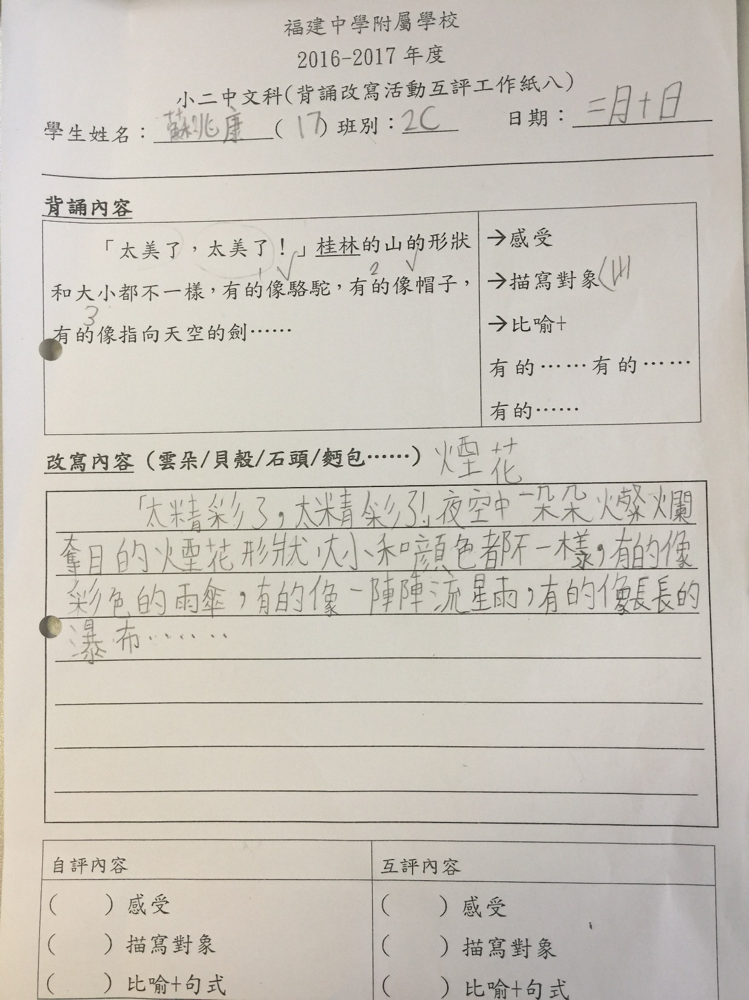 福建中學附屬學校
2016-2017 年度
小二中文科(背誦改寫活動互評工作紙八)
學生姓名：蘇兆康(17)班別：2C 日期：三月十日
背誦內容
「太美了，太美了！」桂林的山的形狀
和大小都不一樣，有的像駱駝，有的像帽子，
有的像指向天空的劍……
1 2
3
→感受
→描寫對象(山
→比喻+
有的……有的……
有的……
改寫內容（雲朵/貝殼/石頭/麪包……）煙花
「太精彩了，太精彩了!」夜空中一朵朵燦爛
奪目的煙花形狀、大小和顏色都不一樣，有的像
彩色的雨傘，有的像一陣陣流星雨，有的像長長的
瀑布……
自評內容
( ) 感受
( ) 描寫對象
( ) 比喻+句式
互評內容
( ) 感受
( ) 描寫對象
( ) 比喻+句式